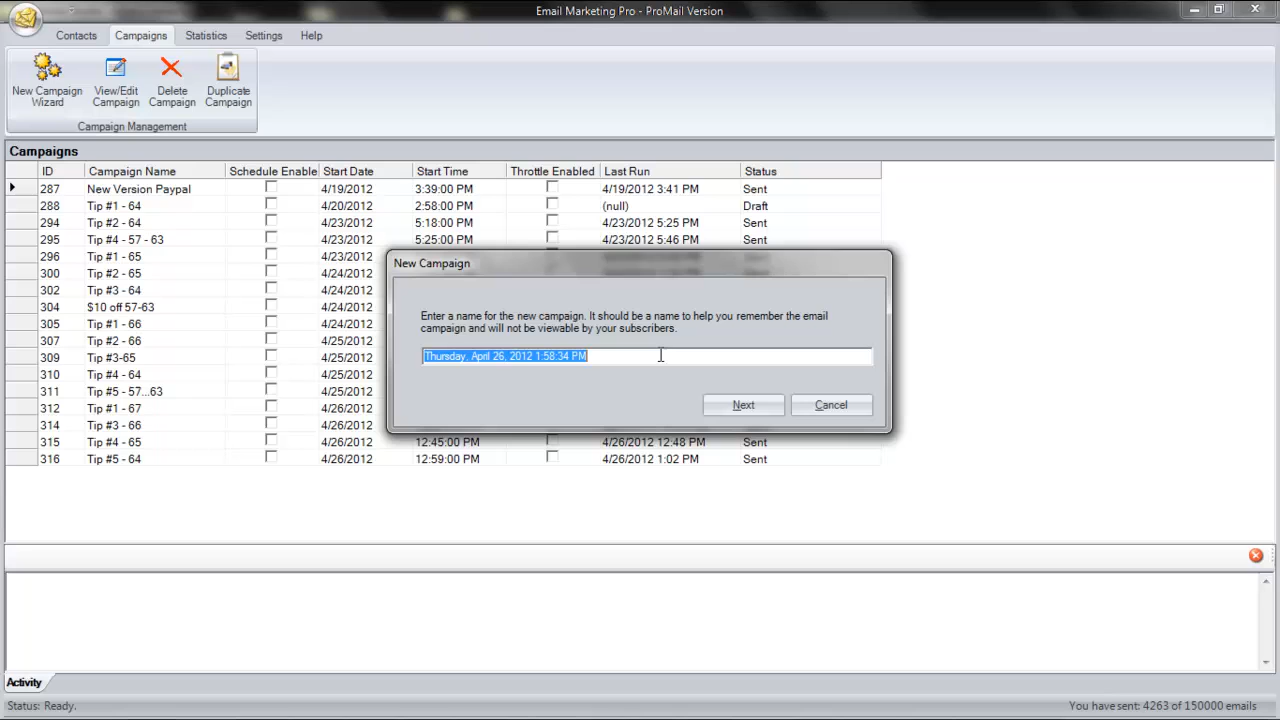 Email Marketing Pro - ProMail Version
Contacts Campaigns Statistics Settings Help
New Campaign Wizard
View/Edit Campaign
Delete Campaign
Duplicate Campaign
Campaign Management
Campaigns
ID Campaign Name Schedule Enable Start Date Start Time Throttle Enabled Last Run Status
287 New Version Paypal 4/19/2012 3:39:00 PM 4/19/2012 3:41 PM Sent
288 Tip #1 - 64 4/20/2012 2:58:00 PM (null) Draft
294 Tip #2 - 64 4/23/2012 5:18:00 PM 4/23/2012 5:25 PM Sent
295 Tip #4 - 57 - 63 4/23/2012 5:25:00 PM 4/23/2012 5:46 PM Sent
296 Tip #1 - 65 4/23/2012
300 Tip #2 - 65 4/24/2012
302 Tip #3 - 64 4/24/2012
304 $10 off 57-63 4/24/2012
305 Tip #1 - 66 4/24/2012
307 Tip #2 - 66 4/25/2012
309 Tip #3-65 4/25/2012
310 Tip #4 - 64 4/25/2012
311 Tip #5 - 57...63 4/25/2012
312 Tip #1 - 67 4/26/2012
314 Tip #3 - 66 4/26/2012
315 Tip #4 - 65 4/26/2012 12:45:00 PM 4/26/2012 12:48 PM Sent
316 Tip #5 - 64 4/26/2012 12:59:00 PM 4/26/2012 1:02 PM Sent
New Campaign
Enter a name for the new campaign. It should be a name to help you remember the email
campaign and will not be viewable by your subscribers.
Thursday, April 26, 2012 1:58:34 PM
Next Cancel
Activity
Status: Ready. You have sent: 4263 of 150000 emails